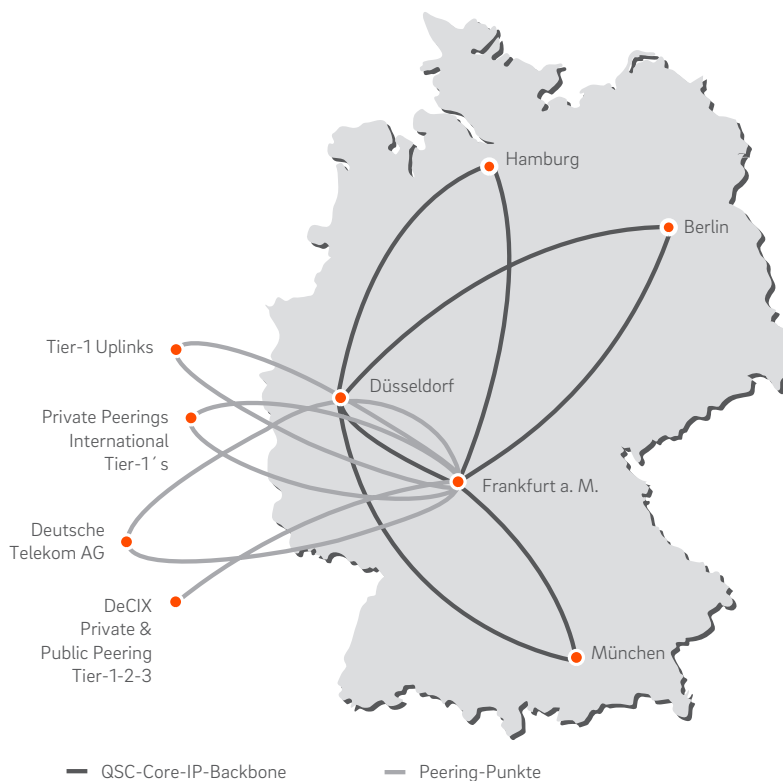 Hamburg
Berlin
Tier-1 Uplinks
Düsseldorf
Private Peerings
International
Tier-1´s
Frankfurt a. M.
Deutsche
Telekom AG
DeCIX
Private &
Public Peering
Tier-1-2-3
München
QSC-Core-IP-Backbone
Peering-Punkte